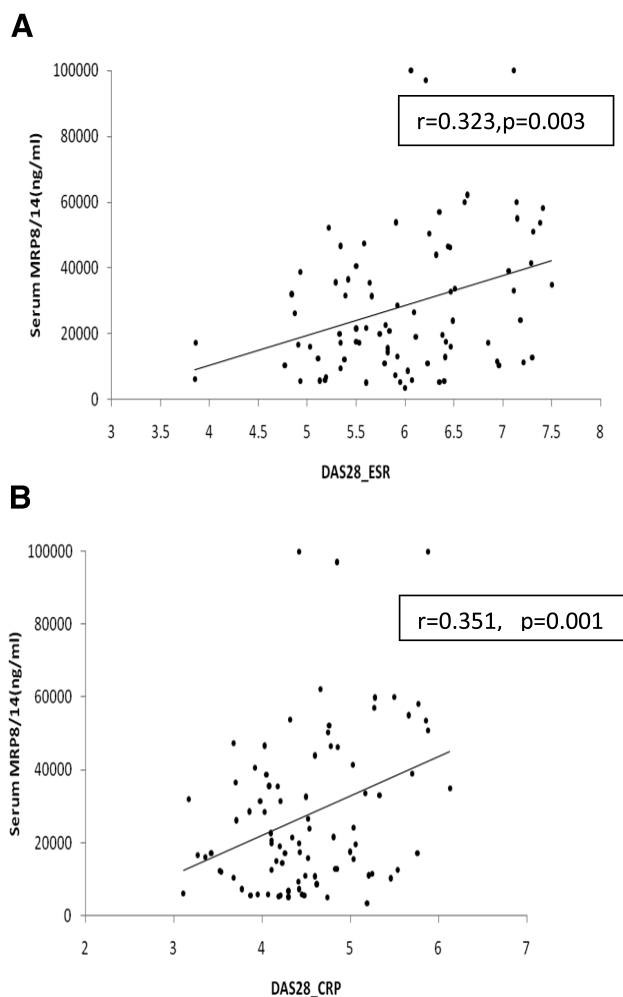 A
100000
r=0.323,p=0.003
80000
60000
40000
20000
0
Serum MRP8/14(ng/ml)
3 3.5 4 4.5 5 5.5 6 6.5 7 7.5 8
DAS28_ESR
B
100000
r=0.351, p=0.001
80000
60000
40000
20000
0
Serum MRP8/14(ng/ml)
2 3 4 5 6 7
DAS28_CRP